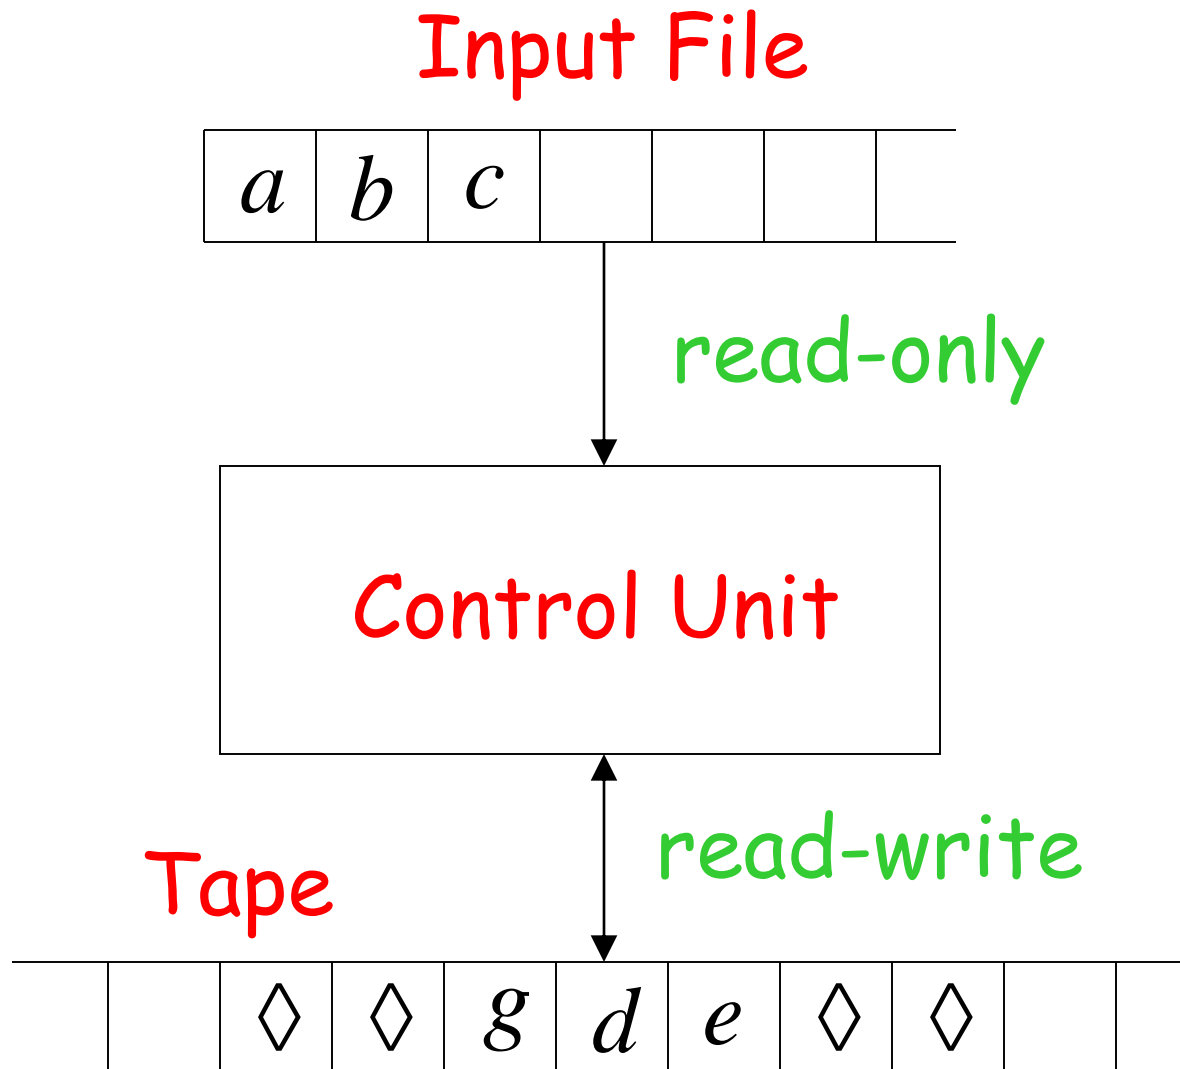 Input File
a b c
read-only
Control Unit
read-write
Tape
◊ ◊ g d e ◊ ◊